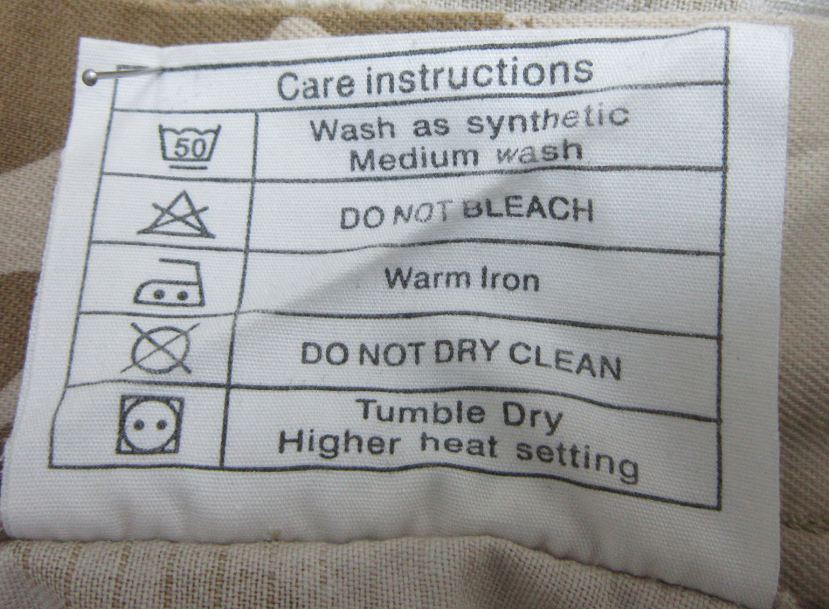 Care instructions
50
Wash as synthetic
Medium wash
DO NOT BLEACH
Warm Iron
DO NOT DRY CLEAN
Tumble Dry
Higher heat setting